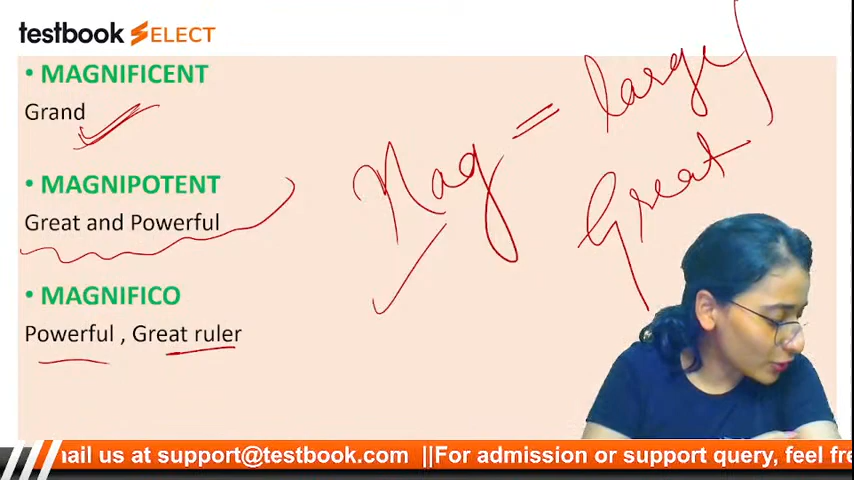 testbook SELECT
• MAGNIFICENT
Grand
• MAGNIPOTENT
Great and Powerful
• MAGNIFICO
Powerful , Great ruler
Mag = large/
Great
nail us at support@testbook.com ||For admission or support query, feel fre